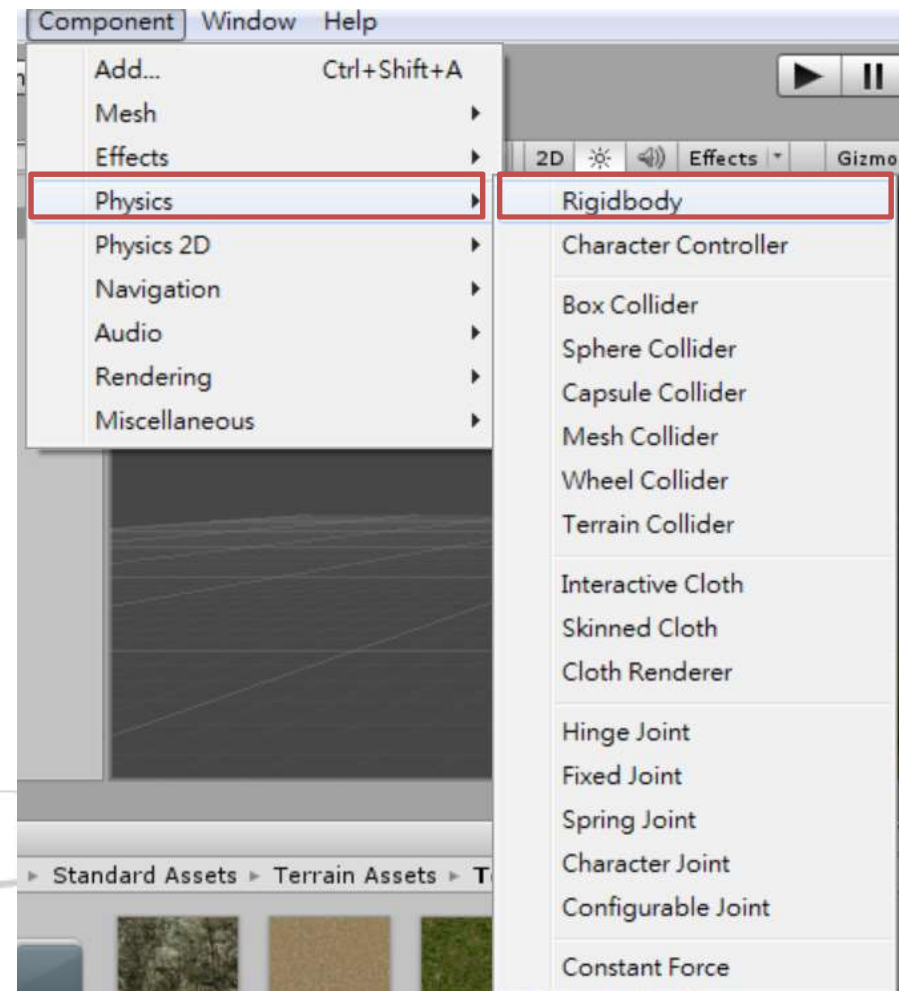 Component Window Help
Add... Ctrl+Shift+A
Mesh
Effects
Physics
Physics 2D
Navigation
Audio
Rendering
Miscellaneous
2D Effects Gizmo
Rigidbody
Character Controller
Box Collider
Sphere Collider
Capsule Collider
Mesh Collider
Wheel Collider
Terrain Collider
Interactive Cloth
Skinned Cloth
Cloth Renderer
Hinge Joint
Fixed Joint
Spring Joint
Character Joint
Configurable Joint
Constant Force
Standard Assets Terrain Assets T